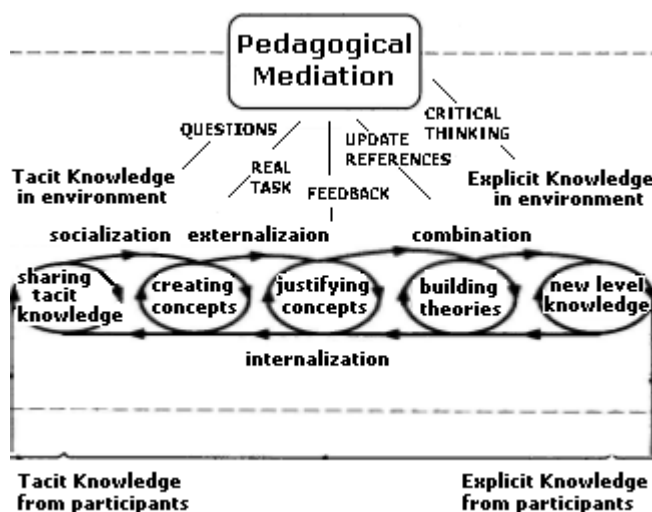 Pedagogical
Mediation
QUESTIONS
REAL
TASK
FEEDBACK
UPDATE
REFERENCES
CRITICAL
THINKING
Tacit Knowledge
in environment
Explicit Knowledge
in environment
socialization
externalizaion
combination
sharing
tacit
knowledge
creating
concepts
justifying
concepts
building
theories
new level
knowledge
internalization
Tacit Knowledge
from participants
Explicit Knowledge
from participants